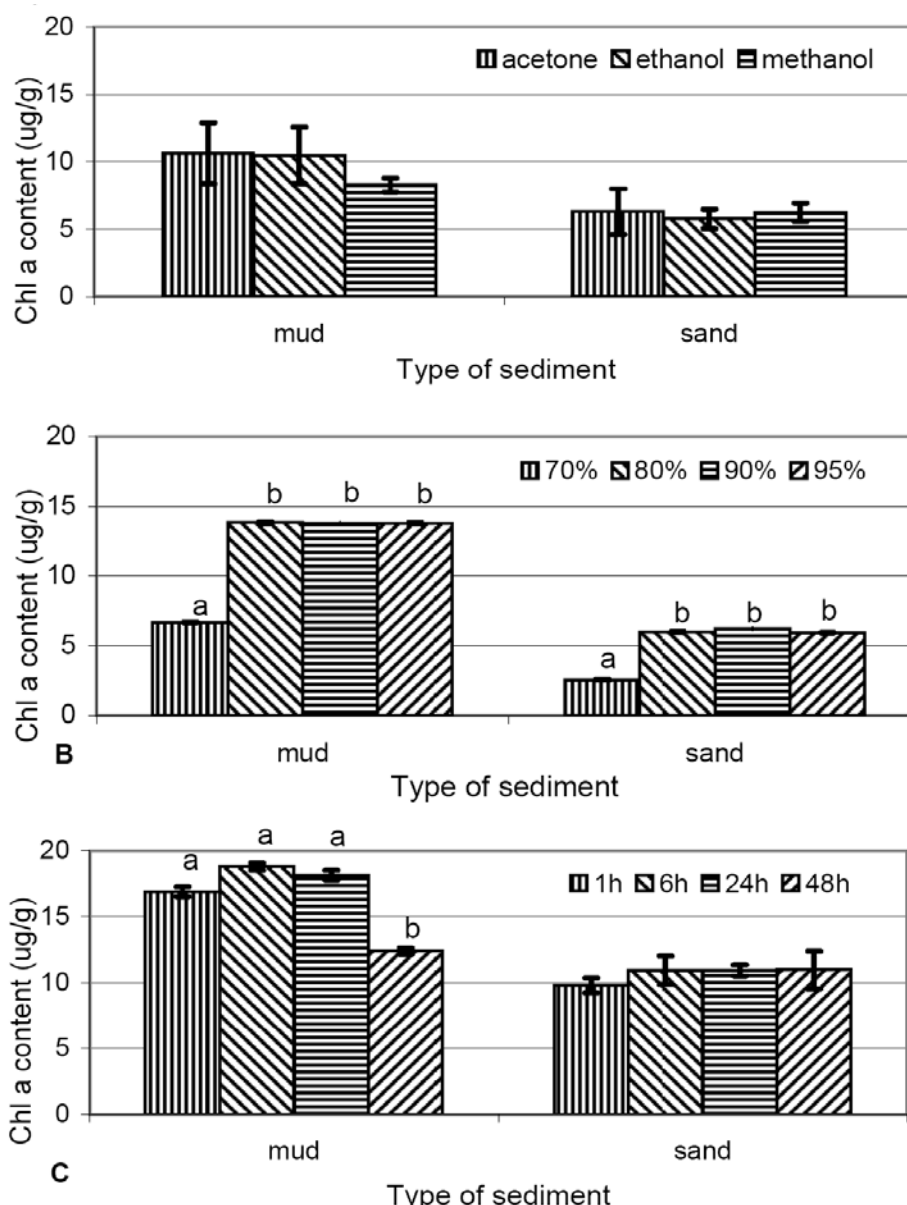 20
acetone ethanol methanol
15
10
5
0
Chl a content (ug/g)
mud sand
Type of sediment
20
70% 80% 90% 95%
15
10
5
0
Chl a content (ug/g)
a b b b a b b b
B mud sand
Type of sediment
a a a b
20
1h 6h 24h 48h
15
10
5
0
Chl a content (ug/g)
mud sand
C
Type of sediment